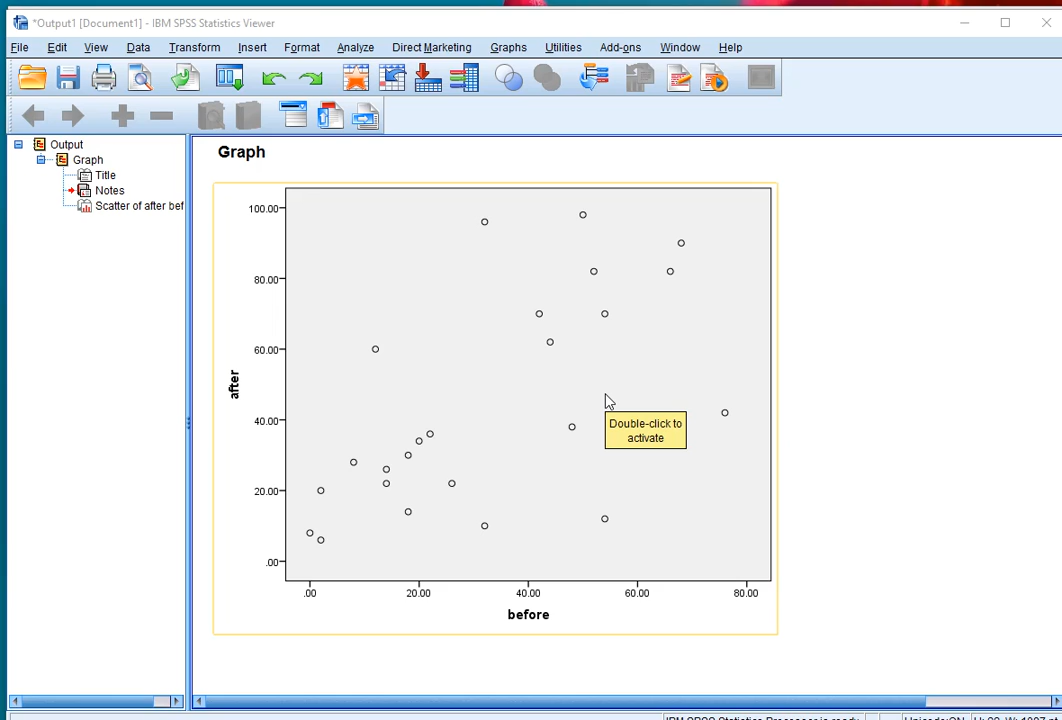 *Output1 [Document1] - IBM SPSS Statistics Viewer
File Edit View Data Transform Insert Format Analyze Direct Marketing Graphs Utilities Add-ons Window Help
Output
Graph
Title
Notes
Scatter of after bef
Graph
100.00
80.00
60.00
40.00
20.00
.00
after
Double-click to
activate
.00 20.00 40.00 60.00 80.00
before